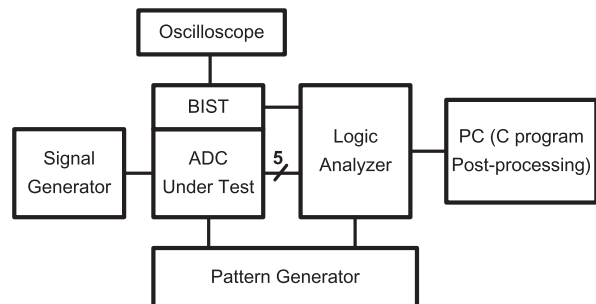 Oscilloscope
BIST
Signal
Generator
ADC
Under Test
5
Logic
Analyzer
PC (C program
Post-processing)
Pattern Generator